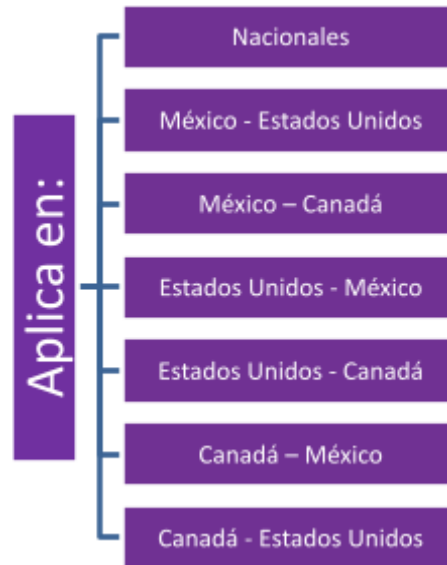 Aplica en:
Nacionales
México - Estados Unidos
México – Canadá
Estados Unidos - México
Estados Unidos - Canadá
Canadá – México
Canadá - Estados Unidos